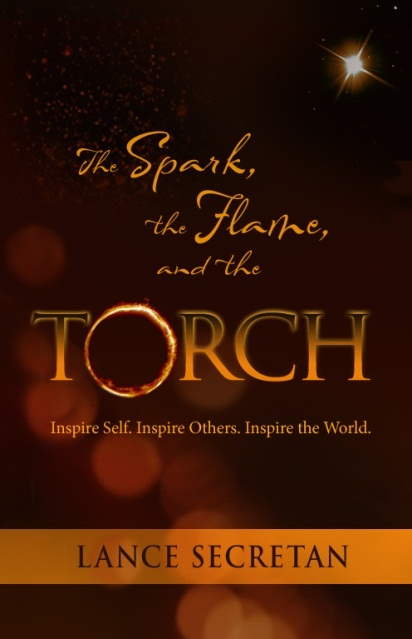 The Spark,
the Flame,
and the
TORCH
Inspire Self. Inspire Others. Inspire the World.
LANCE SECRETAN